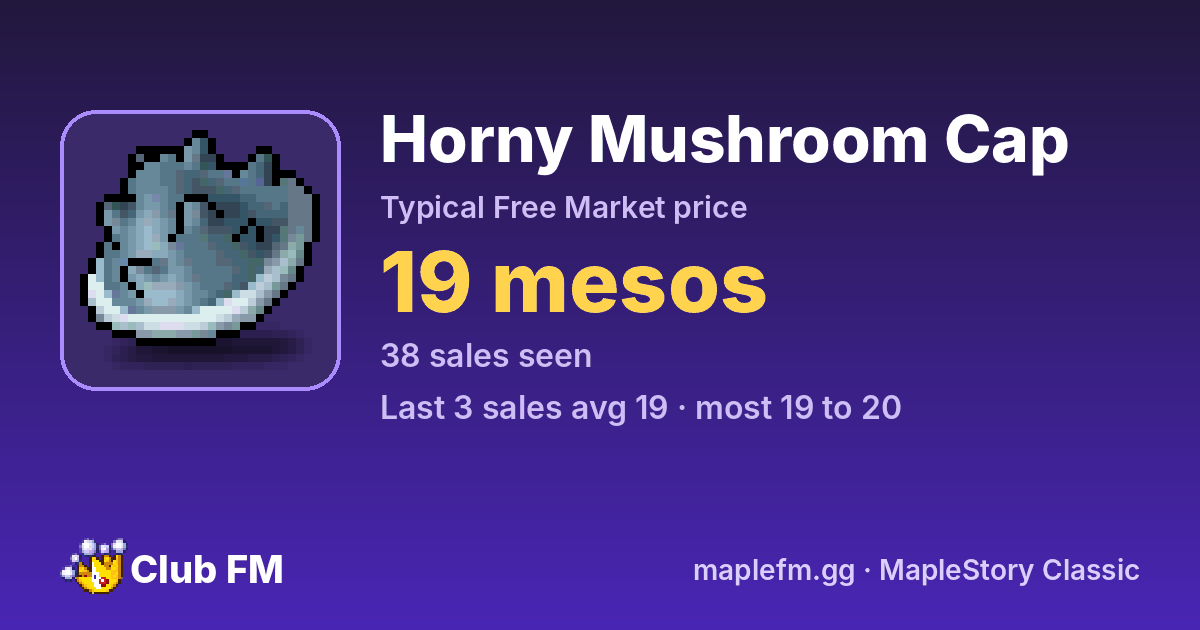 Horny Mushroom Cap
Typical Free Market price
19 mesos
38 sales seen
Last 3 sales avg 19 · most 19 to 20
Club FM
maplefm.gg · MapleStory Classic